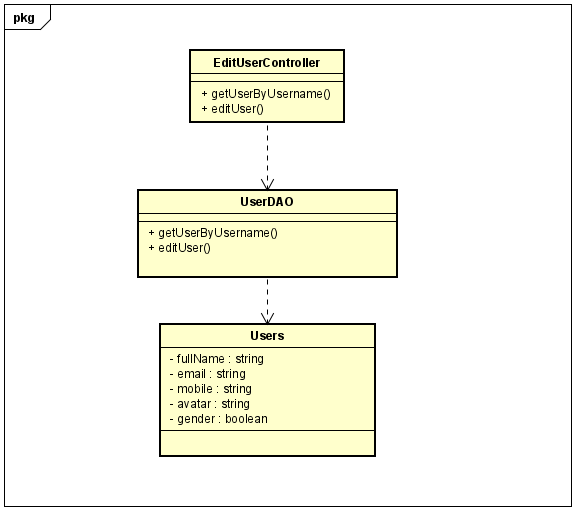 pkg
EditUserController
+ getUserByUsername()
+ editUser()
UserDAO
+ getUserByUsername()
+ editUser()
Users
- fullName : string
- email : string
- mobile : string
- avatar : string
- gender : boolean